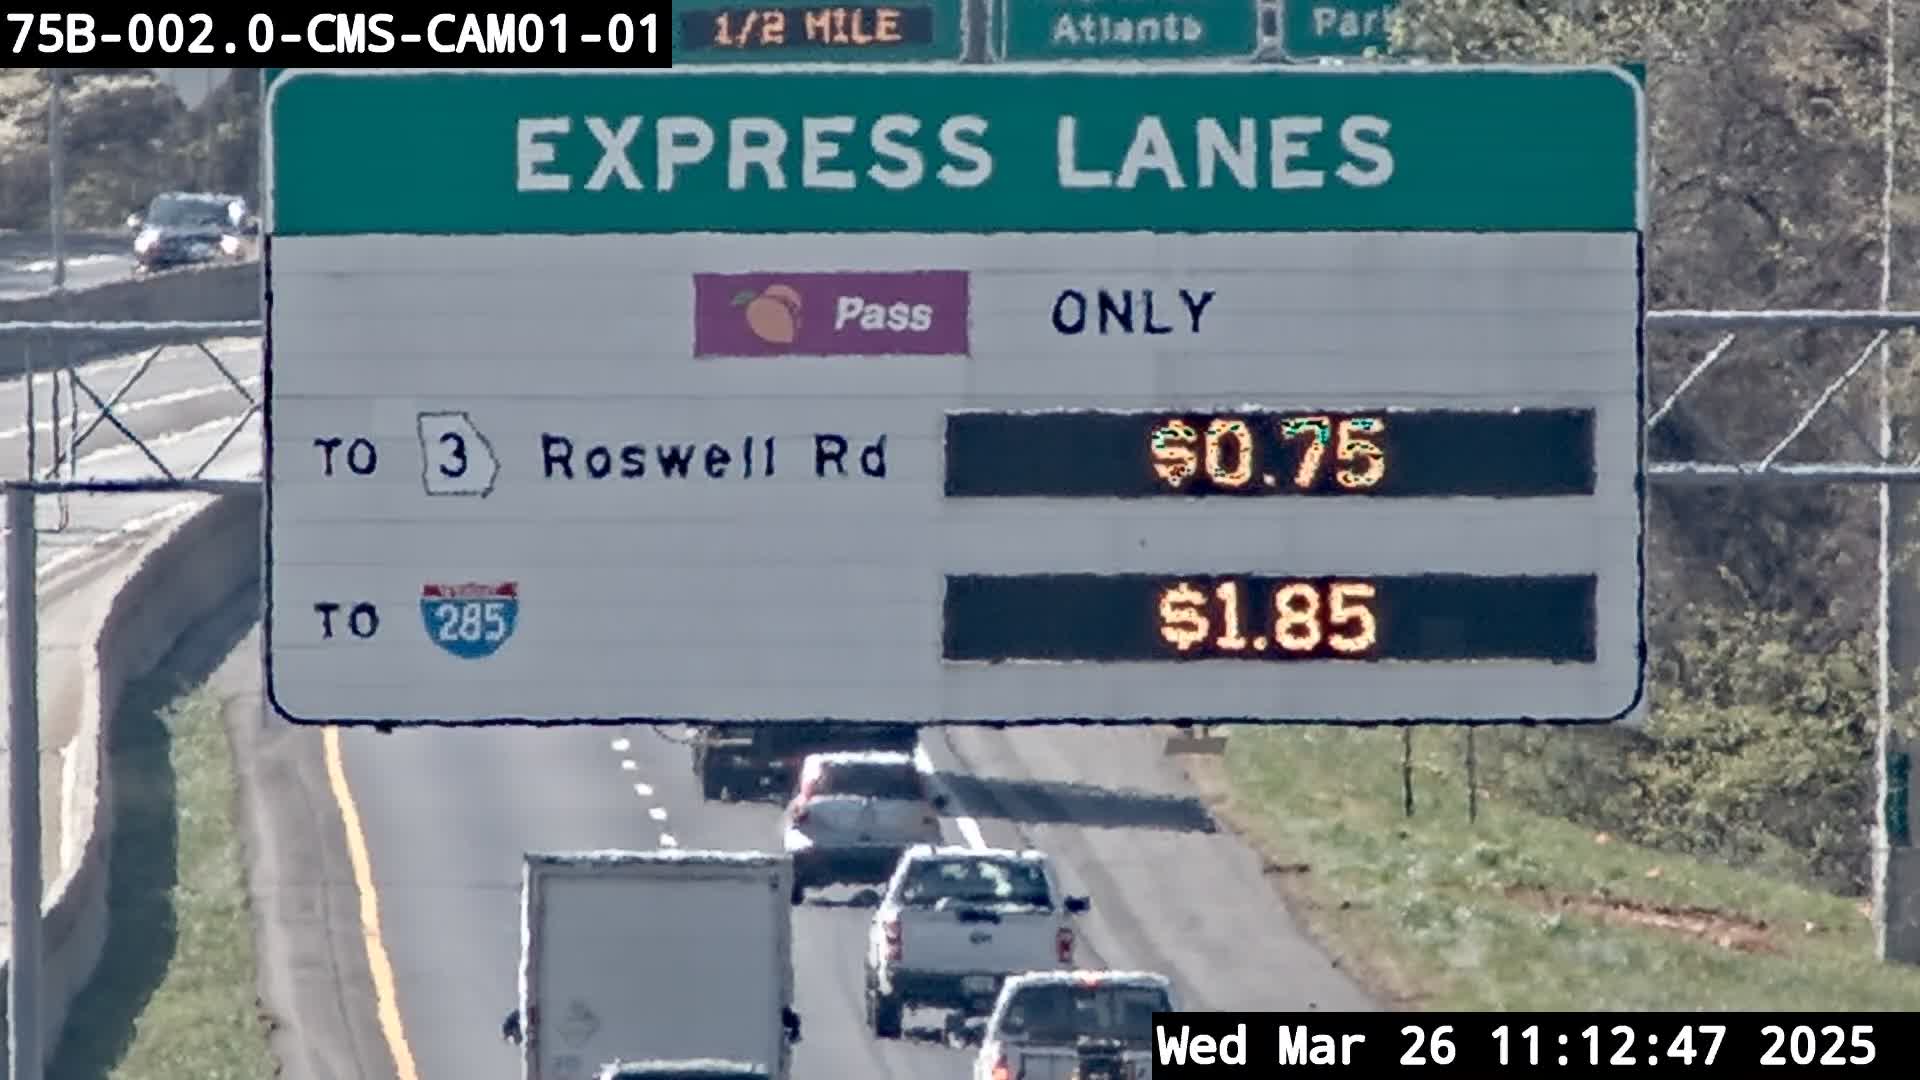 75B-002.0-CMS-CAM01-01
1/2 MILE
Atlanta
EXPRESS LANES
Pass ONLY
TO 3 Roswell Rd $0.75
TO 285 $1.85
Wed Mar 26 11:12:47 2025